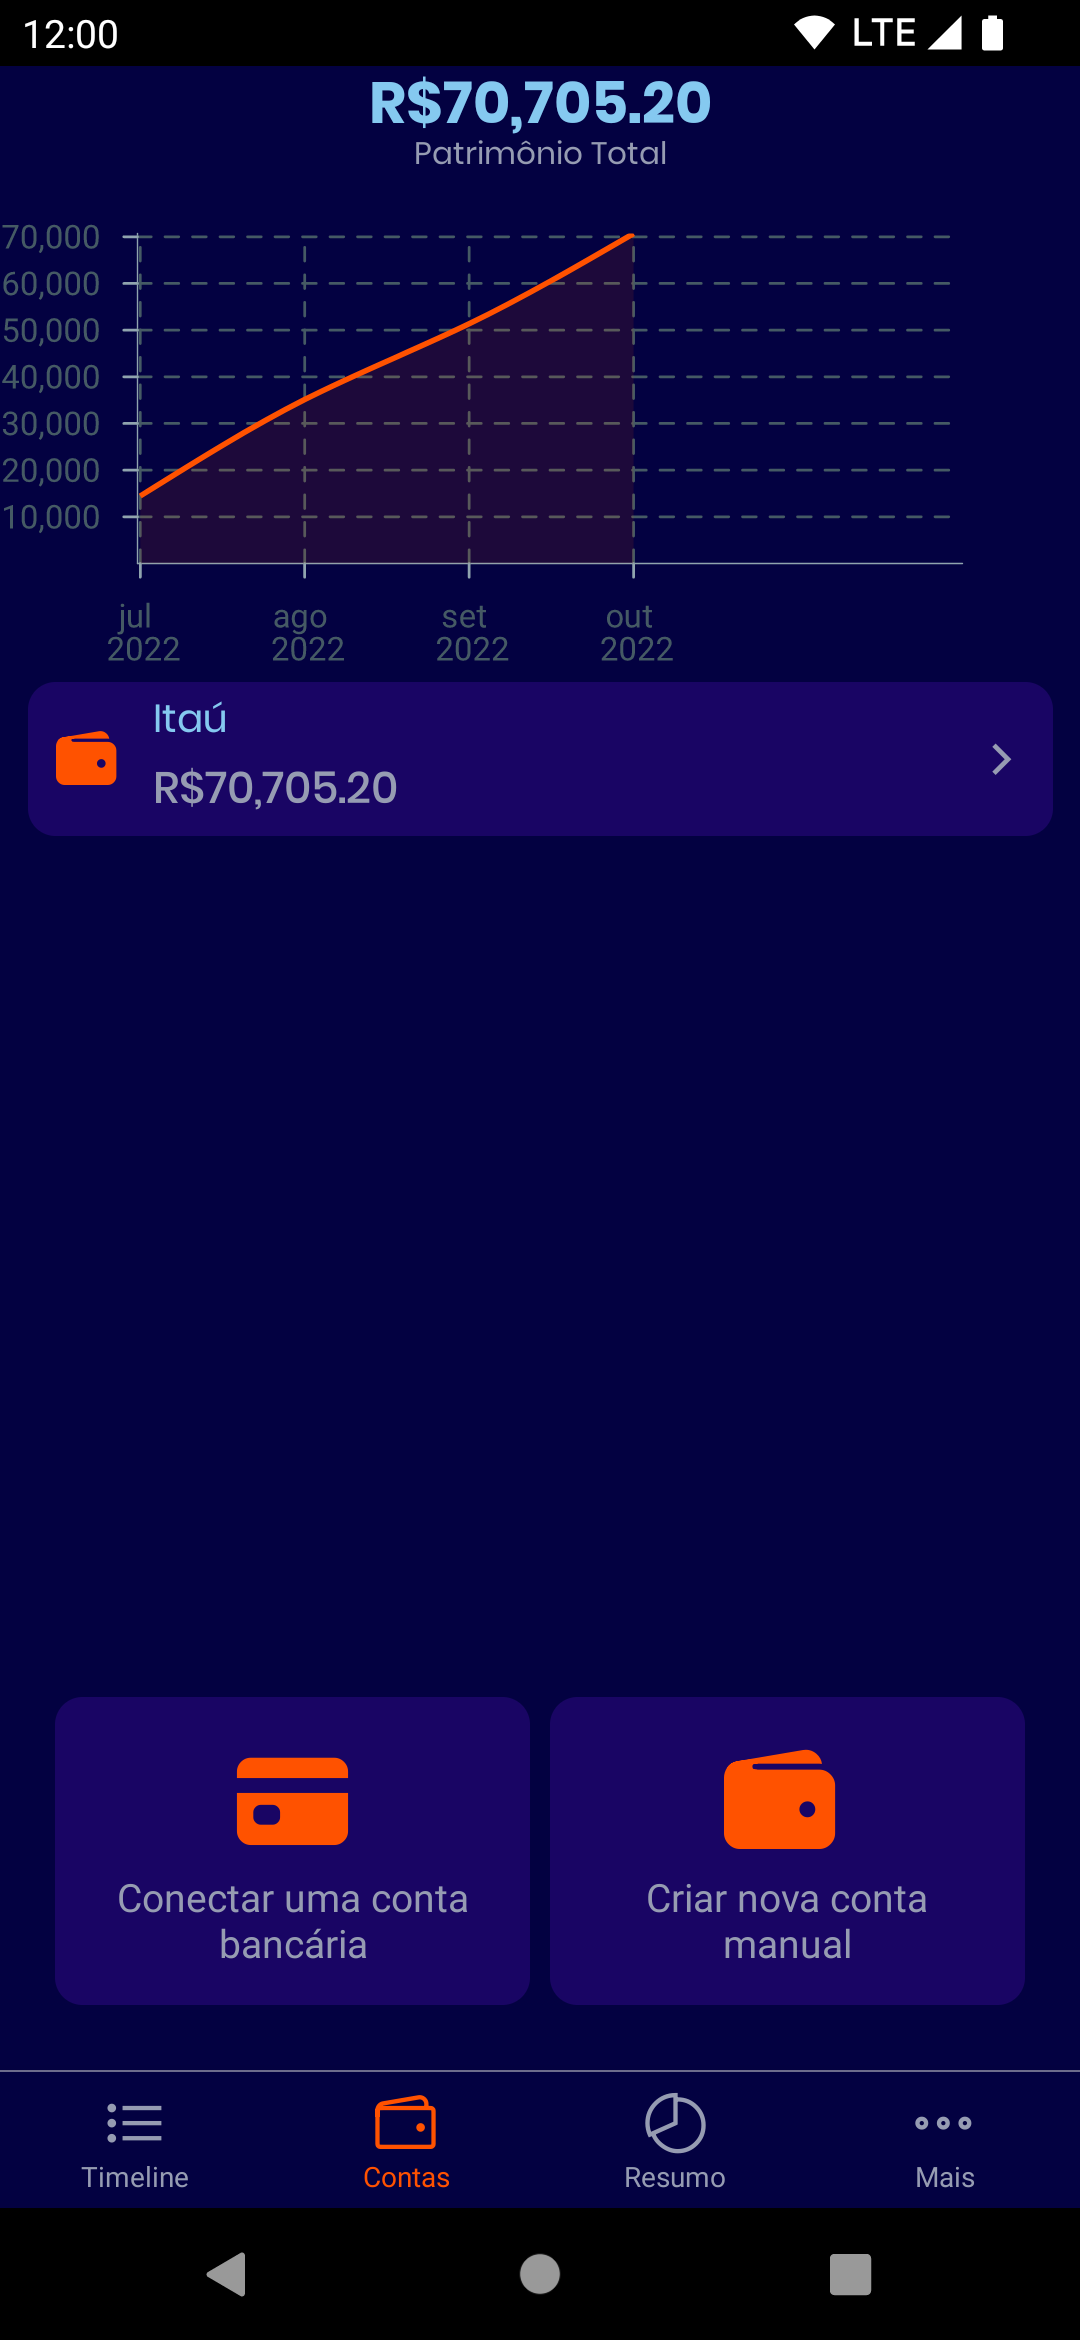 12:00
LTE
R$70,705.20
Patrimônio Total
70,000
60,000
50,000
40,000
30,000
20,000
10,000
jul
2022
ago
2022
set
2022
out
2022
Itaú
R$70,705.20
Conectar uma conta
bancária
Criar nova conta
manual
Timeline
Contas
Resumo
Mais